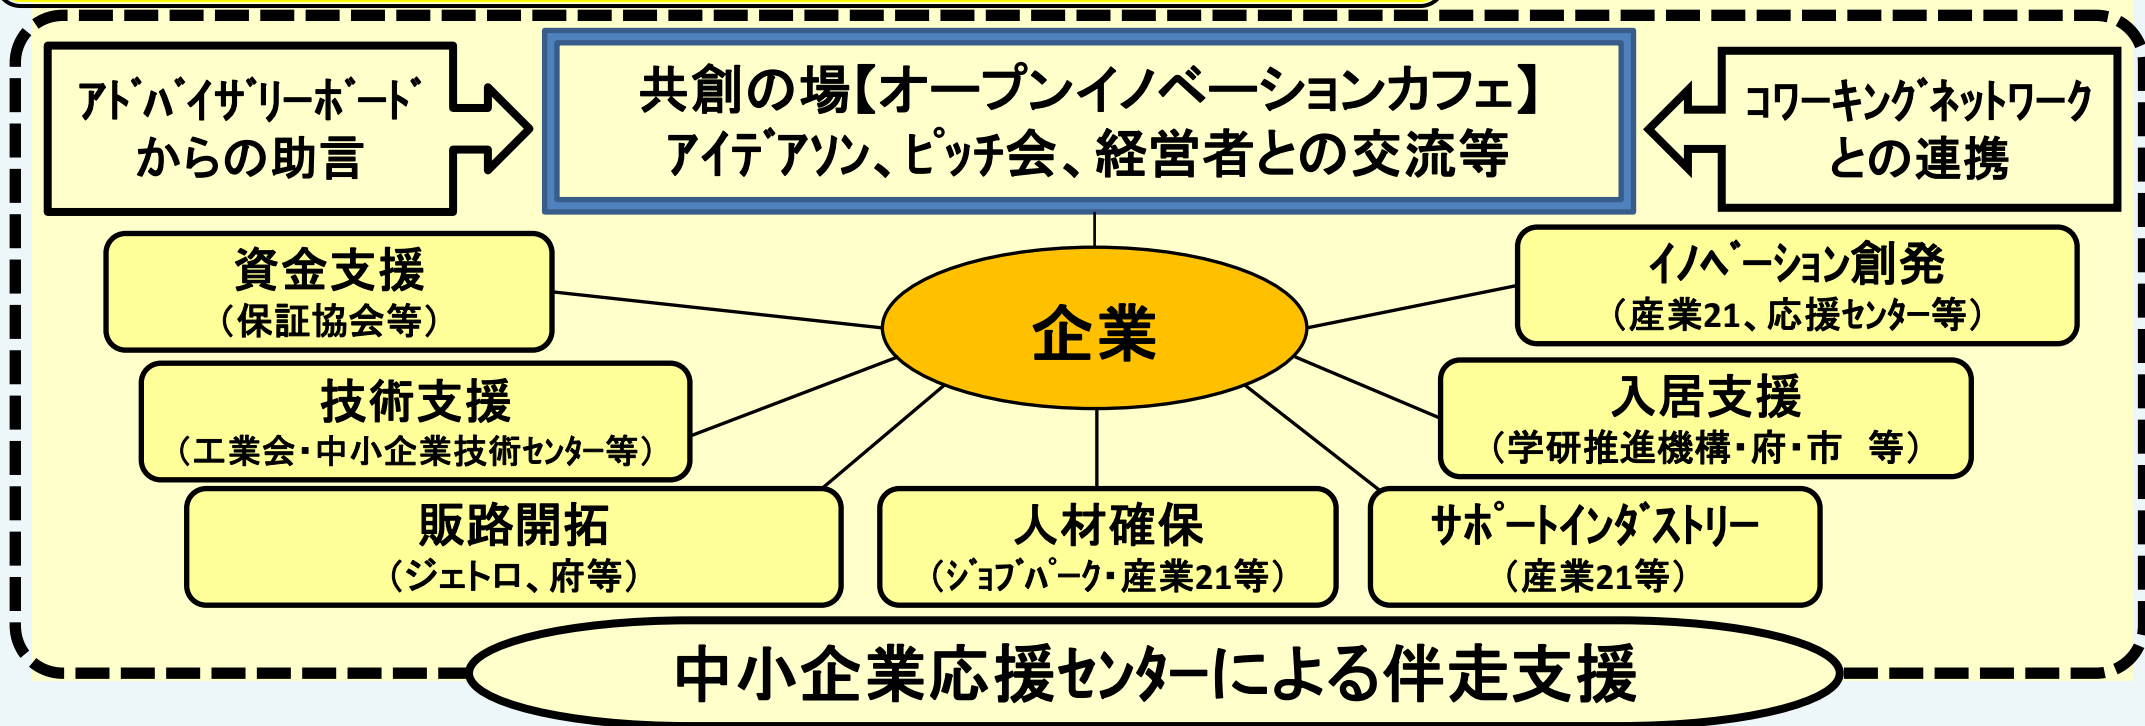 ｱﾄﾞﾊﾞｲｻﾞﾘｰﾎﾞｰﾄﾞ
からの助言
共創の場【オープンイノベーションカフェ】
ｱｲﾃﾞｱｿﾝ、ﾋﾟｯﾁ会、経営者との交流等
ｺﾜｰｷﾝｸﾞﾈｯﾄﾜｰｸ
との連携
資金支援
（保証協会等）
企業
ｲﾉﾍﾞｰｼｮﾝ創発
（産業21、応援ｾﾝﾀｰ等）
技術支援
（工業会・中小企業技術ｾﾝﾀｰ等）
入居支援
（学研推進機構・府・市　等）
販路開拓
（ジェトロ、府等）
人材確保
（ｼﾞｮﾌﾞﾊﾟｰｸ・産業21等）
ｻﾎﾟｰﾄｲﾝﾀﾞｽﾄﾘｰ
（産業21等）
中小企業応援ｾﾝﾀｰによる伴走支援